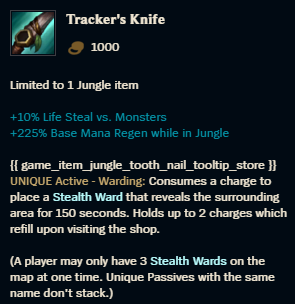 Tracker's Knife
1000
Limited to 1 Jungle item
+10% Life Steal vs. Monsters
+225% Base Mana Regen while in Jungle
{{ game_item_jungle_tooth_nail_tooltip_store }}
UNIQUE Active - Warding: Consumes a charge to
place a Stealth Ward that reveals the surrounding
area for 150 seconds. Holds up to 2 charges which
refill upon visiting the shop.
(A player may only have 3 Stealth Wards on
the map at one time. Unique Passives with the
same name don't stack.)